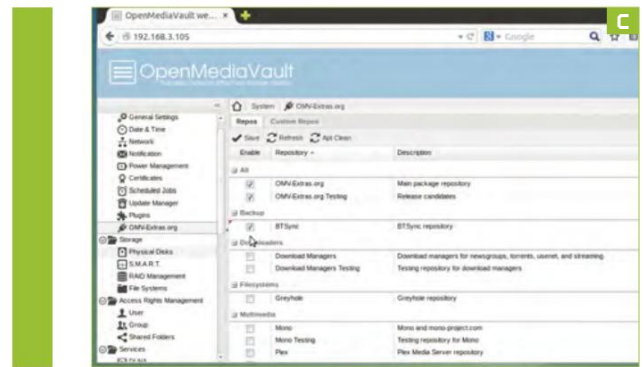 OpenMediaVault we...
C
192.168.3.105
Google
OpenMediaVault
System OMV-Extras.org
General Settings
Date & Time
Network
Notification
Power Management
Certificates
Scheduled Jobs
Update Manager
Plugins
OMV-Extras.org
Storage
Physical Disks
S.M.A.R.T.
RAID Management
File Systems
Access Rights Management
User
Group
Shared Folders
Services
Repos Custom Repos
Save Refresh Apt Clean
Enable Repository Description
All
OMV-Extras.org Main package repository
OMV-Extras.org Testing Release candidates
Backup
BTSync BTSync repository
Downloaders
Download Managers Download managers for newsgroups, torrents, usenet, and streaming
Download Managers Testing Testing repository for download managers
Filesystems
Greyhole Greyhole repository
Multimedia
Mono Mono and mono-project.com
Mono Testing Testing repository for Mono
Plex Plex Media Server repository